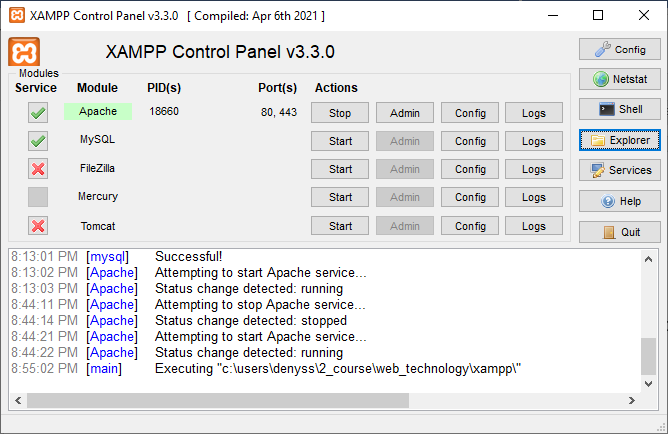 XAMPP Control Panel v3.3.0 [ Compiled: Apr 6th 2021 ]
XAMPP Control Panel v3.3.0
Config
Modules
Service Module PID(s) Port(s) Actions
Netstat
Apache 18660 80, 443 Stop Admin Config Logs
Shell
MySQL Start Admin Config Logs
Explorer
FileZilla Start Admin Config Logs
Services
Mercury Start Admin Config Logs
Help
Tomcat Start Admin Config Logs
Quit
8:13:01 PM [mysql] Successful!
8:13:02 PM [Apache] Attempting to start Apache service...
8:13:03 PM [Apache] Status change detected: running
8:44:11 PM [Apache] Attempting to stop Apache service...
8:44:14 PM [Apache] Status change detected: stopped
8:44:21 PM [Apache] Attempting to start Apache service...
8:44:22 PM [Apache] Status change detected: running
8:55:02 PM [main] Executing "c:\users\denyss\2_course\web_technology\xampp\"